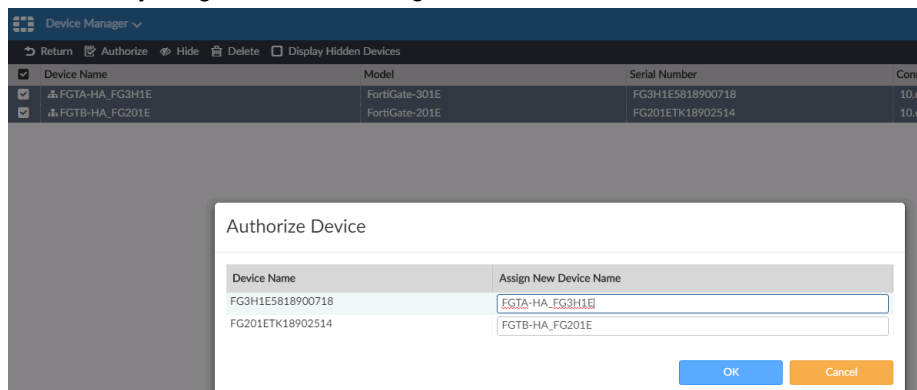 Device Manager
Return Authorize Hide Delete Display Hidden Devices
Device Name Model Serial Number
FGTA-HA_FG3H1E FortiGate-301E FG3H1E5818900718 10.
FGTB-HA_FG201E FortiGate-201E FG201ETK18902514 10.
Authorize Device
Device Name Assign New Device Name
FG3H1E5818900718 FGTA-HA_FG3H1E
FG201ETK18902514 FGTB-HA_FG201E
OK Cancel